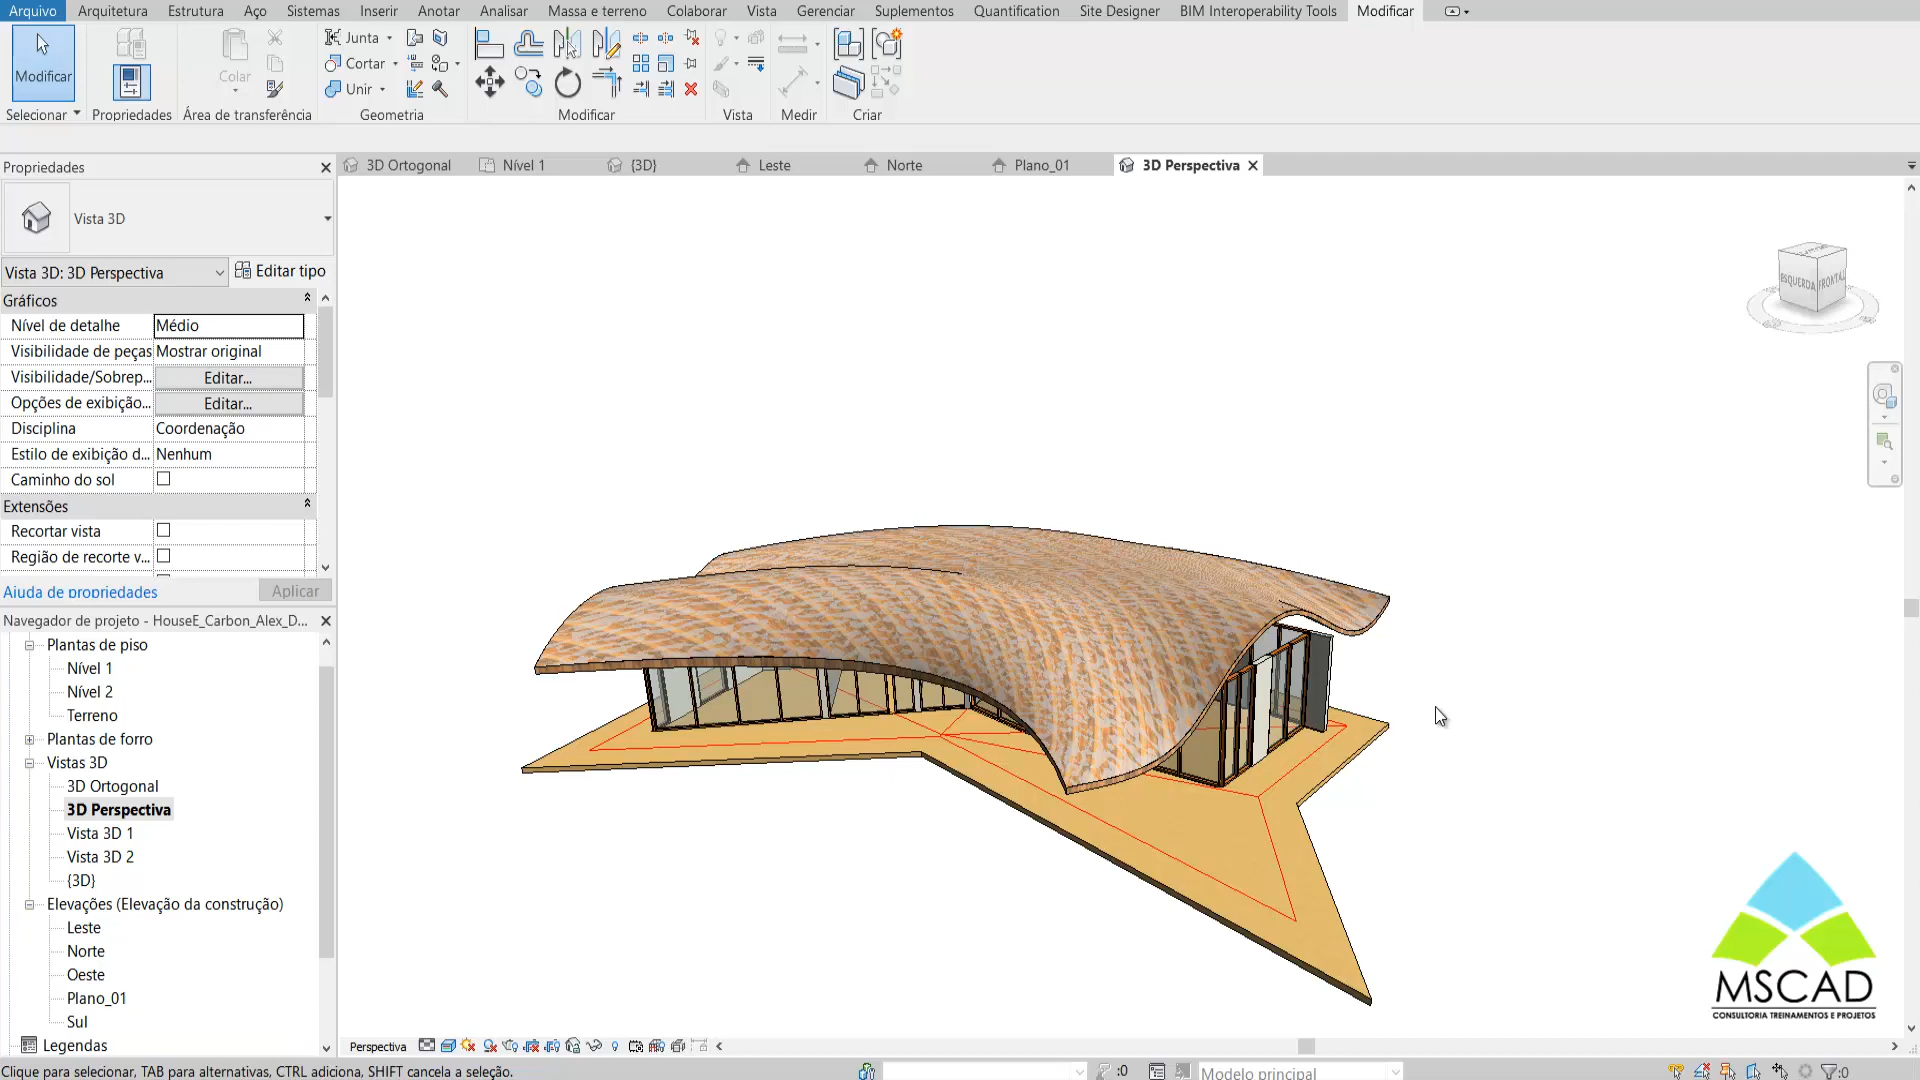 Arquivo Arquitetura Estrutura Aço Sistemas Inserir Anotar Analisar Massa e terreno Colaborar Vista Gerenciar Suplementos Quantification Site Designer BIM Interoperability Tools Modificar
Junta
Cortar
Modificar Colar Unir
Selecionar Propriedades Área de transferência Geometria Modificar Vista Medir Criar
Propriedades
3D Ortogonal Nível 1 {3D} Leste Norte Plano_01 3D Perspectiva
Vista 3D
Vista 3D: 3D Perspectiva Editar tipo
Gráficos
Nível de detalhe Médio
Visibilidade de peças Mostrar original
Visibilidade/Sobrep... Editar...
Opções de exibição... Editar...
Disciplina Coordenação
Estilo de exibição d... Nenhum
Caminho do sol
Extensões
Recortar vista
Região de recorte v...
Ajuda de propriedades Aplicar
Navegador de projeto - HouseE_Carbon_Alex_D...
Plantas de piso
Nível 1
Nível 2
Terreno
Plantas de forro
Vistas 3D
3D Ortogonal
3D Perspectiva
Vista 3D 1
Vista 3D 2
{3D}
Elevações (Elevação da construção)
Leste
Norte
Oeste
Plano_01
Sul
Legendas
ESQUERDA FRONTAL
MSCAD
CONSULTORIA TREINAMENTOS E PROJETOS
Perspectiva
Clique para selecionar, TAB para alternativas, CTRL adiciona, SHIFT cancela a seleção. :0 Modelo principal :0